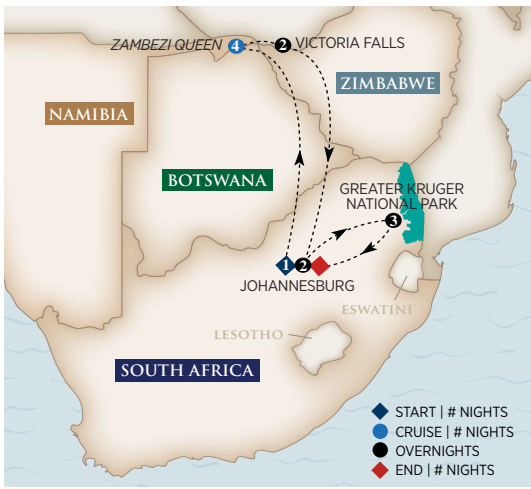 ZAMBEZI QUEEN
4
2
VICTORIA FALLS
ZIMBABWE
NAMIBIA
BOTSWANA
GREATER KRUGER
NATIONAL PARK
3
1
2
JOHANNESBURG
ESWATINI
LESOTHO
SOUTH AFRICA
START | # NIGHTS
CRUISE | # NIGHTS
OVERNIGHTS
END | # NIGHTS